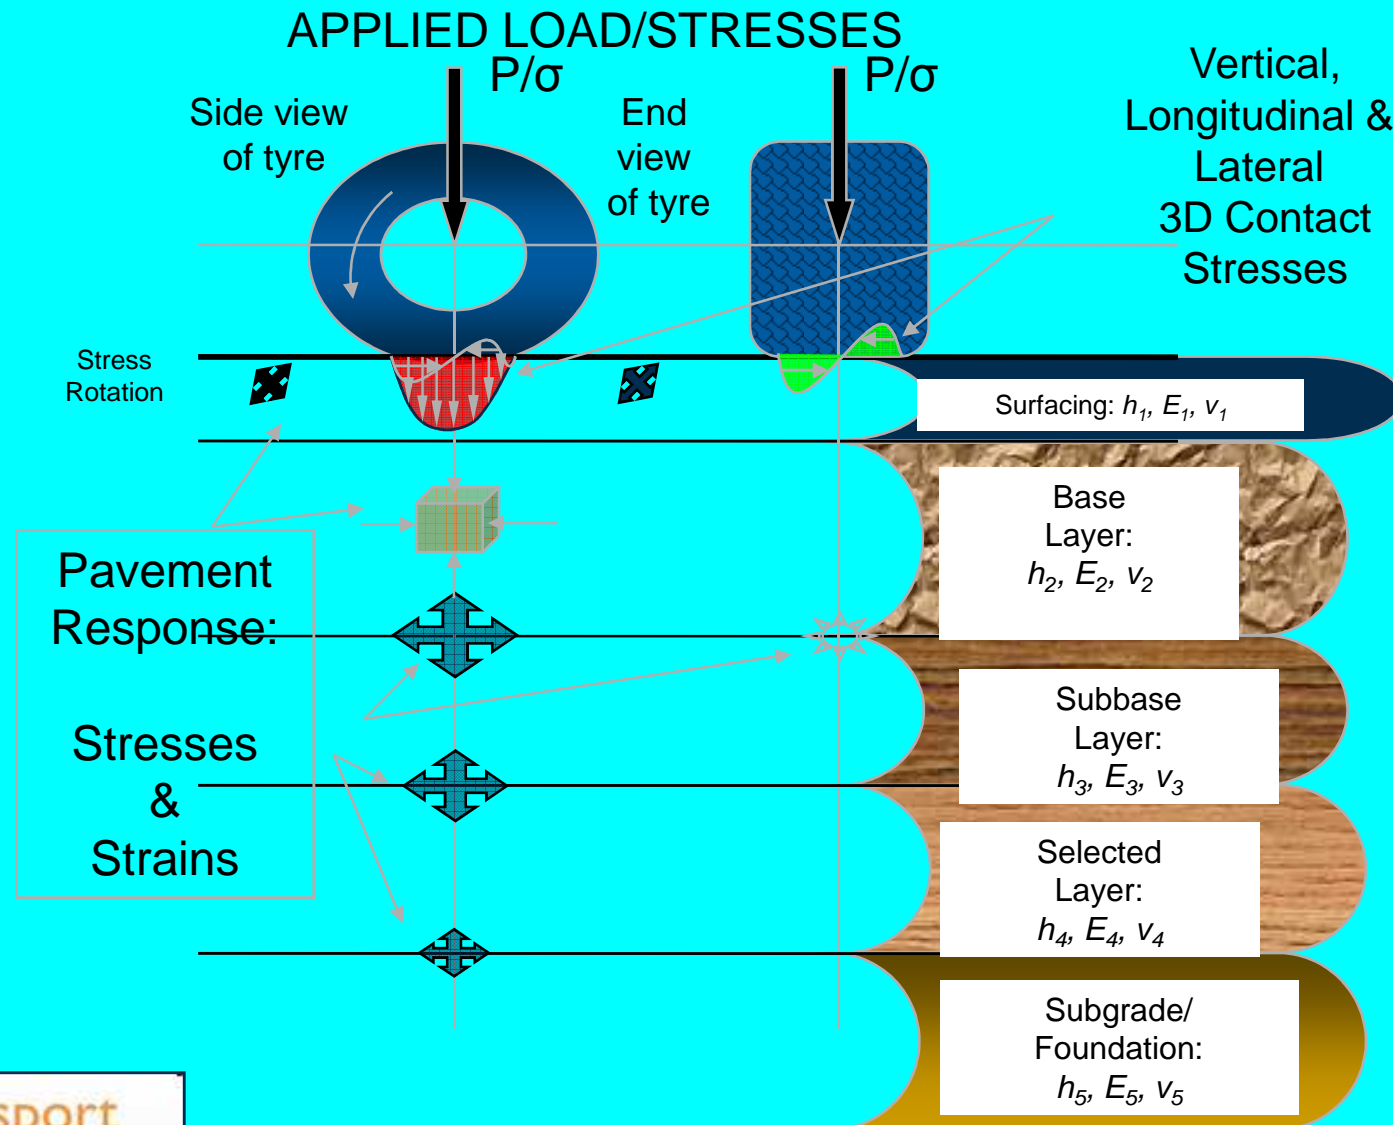 APPLIED LOAD/STRESSES
P/σ
P/σ
Side view
of tyre
End
view
of tyre
Vertical,
Longitudinal &
Lateral
3D Contact
Stresses
Stress
Rotation
Surfacing: h₁, E₁, v₁
Base
Layer:
h₂, E₂, v₂
Pavement
Response:
Stresses
&
Strains
Subbase
Layer:
h₃, E₃, v₃
Selected
Layer:
h₄, E₄, v₄
Subgrade/
Foundation:
h₅, E₅, v₅
sport